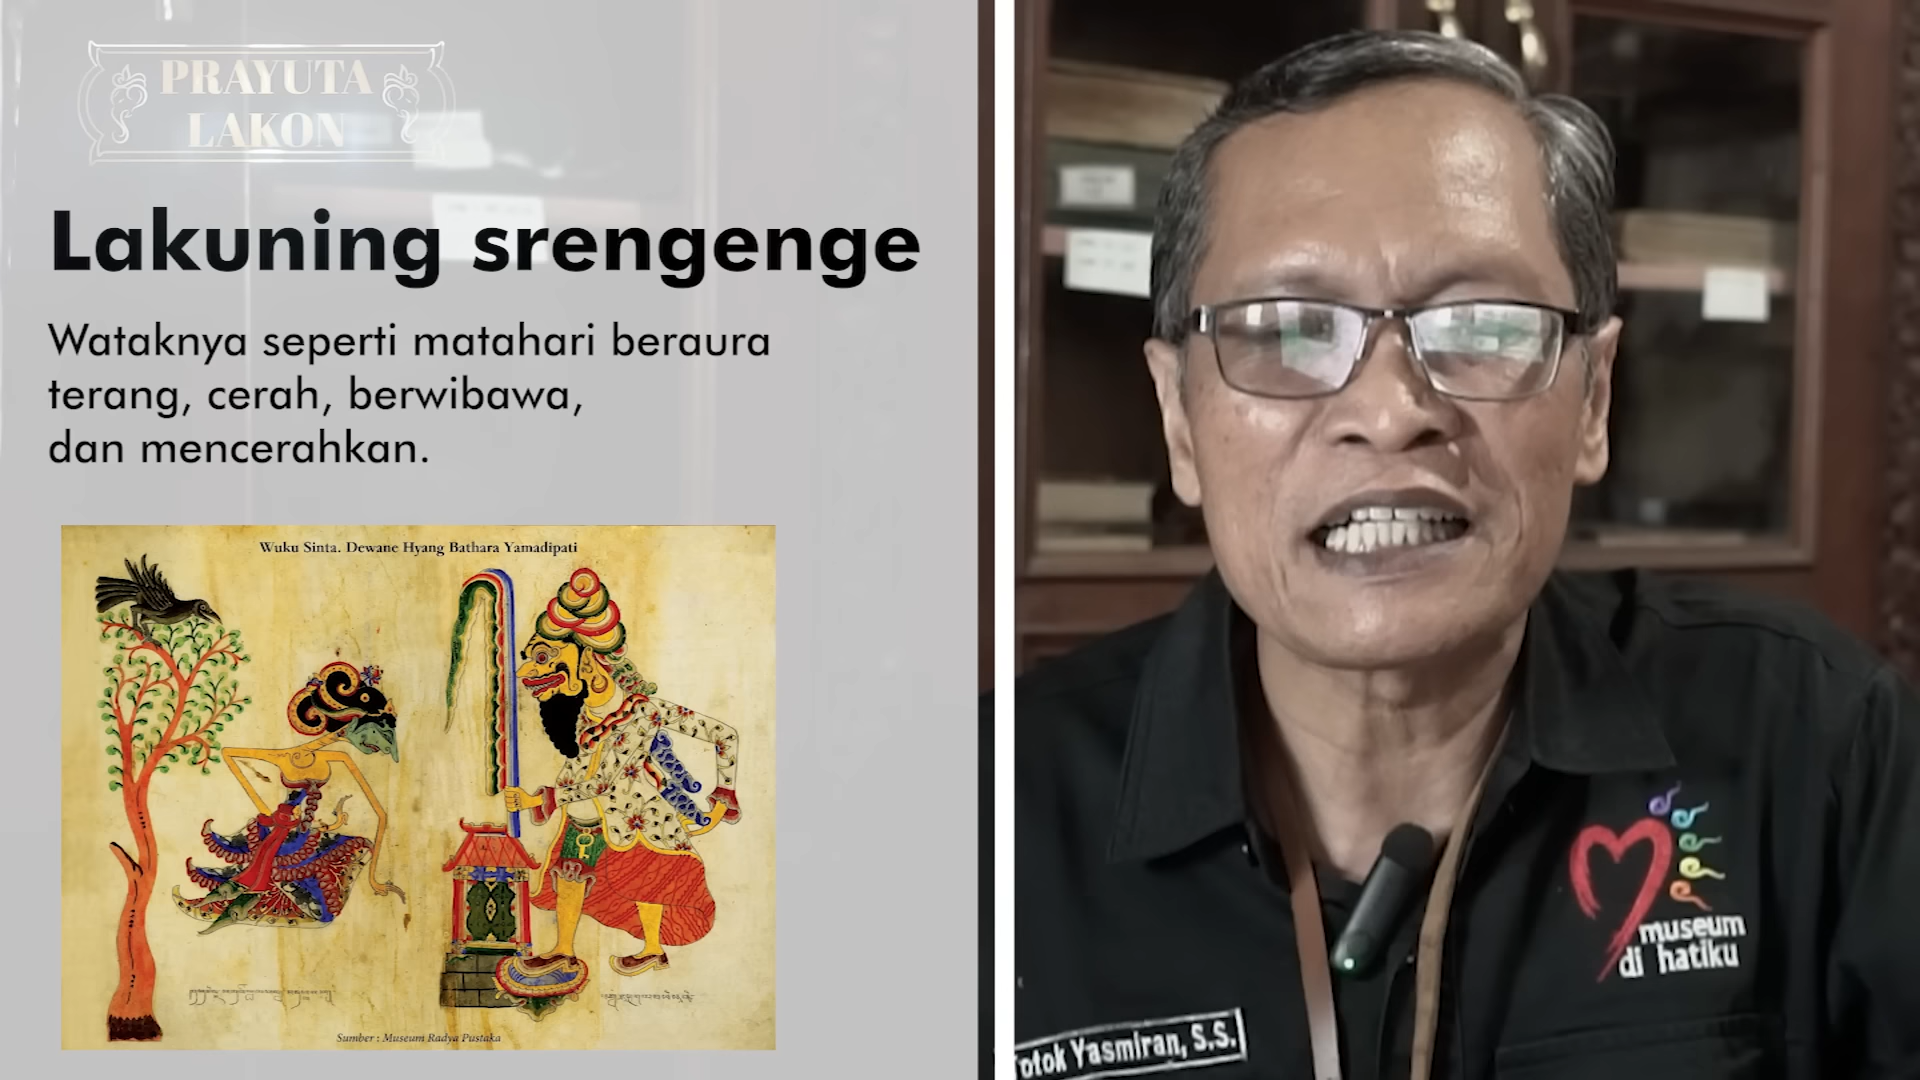 PRAYUTA
LAKON
Lakuning srengenge
Wataknya seperti matahari beraura
terang, cerah, berwibawa,
dan mencerahkan.
Wuku Sinta. Dewane Hyang Bathara Yamadipati
Sumber : Museum Radya Pustaka
museum
di hatiku
Totok Yasmiran, S.S.